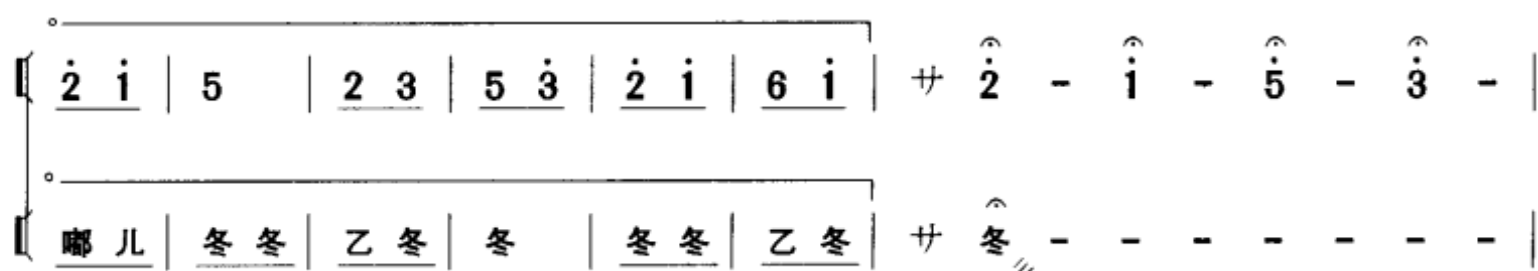 2̇ 1̇ | 5 | 2 3 | 5 3̇ | 2̇ 1̇ | 6 1̇ | サ 2̇ - 1̇ - 5̇ - 3̇ - |
嘟 儿 | 冬 冬 | 乙 冬 | 冬 | 冬 冬 | 乙 冬 | サ 冬 - - - - - - - |